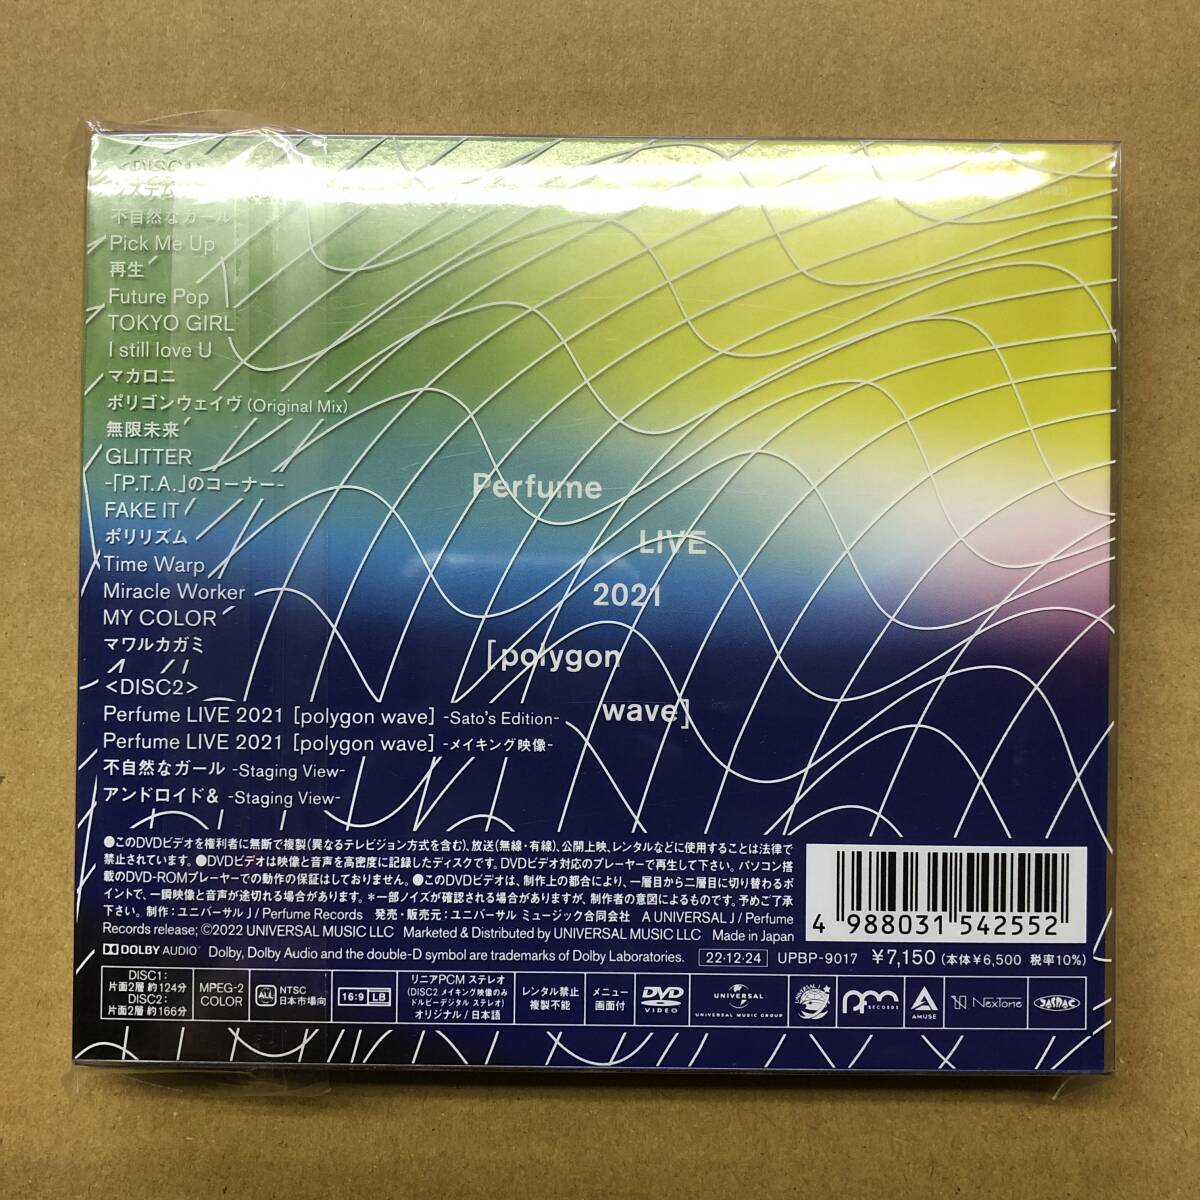 <DISC1>
不自然なガール
Pick Me Up
再生
Future Pop
TOKYO GIRL
I still love U
マカロニ
ポリゴンウェイヴ (Original Mix)
無限未来
GLITTER
-「P.T.A.」のコーナー-
FAKE IT
ポリリズム
Time Warp
Miracle Worker
MY COLOR
マワルカガミ
<DISC2>
Perfume LIVE 2021 [polygon wave] -Sato's Edition-
Perfume LIVE 2021 [polygon wave] -メイキング映像-
不自然なガール -Staging View-
アンドロイド& -Staging View-
Perfume
LIVE
2021
[polygon
wave]
●このDVDビデオを権利者に無断で複製(異なるテレビジョン方式を含む)、放送(無線・有線)、公開上映、レンタルなどに使用することは法律で
禁止されています。●DVDビデオは映像と音声を高密度に記録したディスクです。DVDビデオ対応のプレーヤーで再生して下さい。パソコン搭
載のDVD-ROMプレーヤーでの動作の保証はしておりません。●このDVDビデオは、制作上の都合により、一層目から二層目に切り替わるポ
イントで、一瞬映像と音声が途切れる場合があります。*一部ノイズが確認される場合がありますが、制作者の意図によるものです。予めご了承
下さい。制作:ユニバーサル J / Perfume Records 発売・販売元:ユニバーサル ミュージック合同会社 A UNIVERSAL J / Perfume
Records release; ©2022 UNIVERSAL MUSIC LLC Marketed & Distributed by UNIVERSAL MUSIC LLC Made in Japan
DOLBY AUDIO Dolby, Dolby Audio and the double-D symbol are trademarks of Dolby Laboratories. 22・12・24 UPBP-9017 ¥7,150 (本体¥6,500 税率10%)
4 988031 542552
DISC1:
片面2層 約124分
DISC2:
片面2層 約166分
MPEG-2
COLOR
ALL
NTSC
日本市場向
16:9 LB
リニアPCM ステレオ
(DISC2 メイキング映像のみ
ドルビーデジタル ステレオ)
オリジナル / 日本語
レンタル禁止
複製不能
メニュー
画面付
DVD
VIDEO
UNIVERSAL
UNIVERSAL MUSIC GROUP
UNIVERSAL J
RECORDS
AMUSE
NexTone
JASRAC